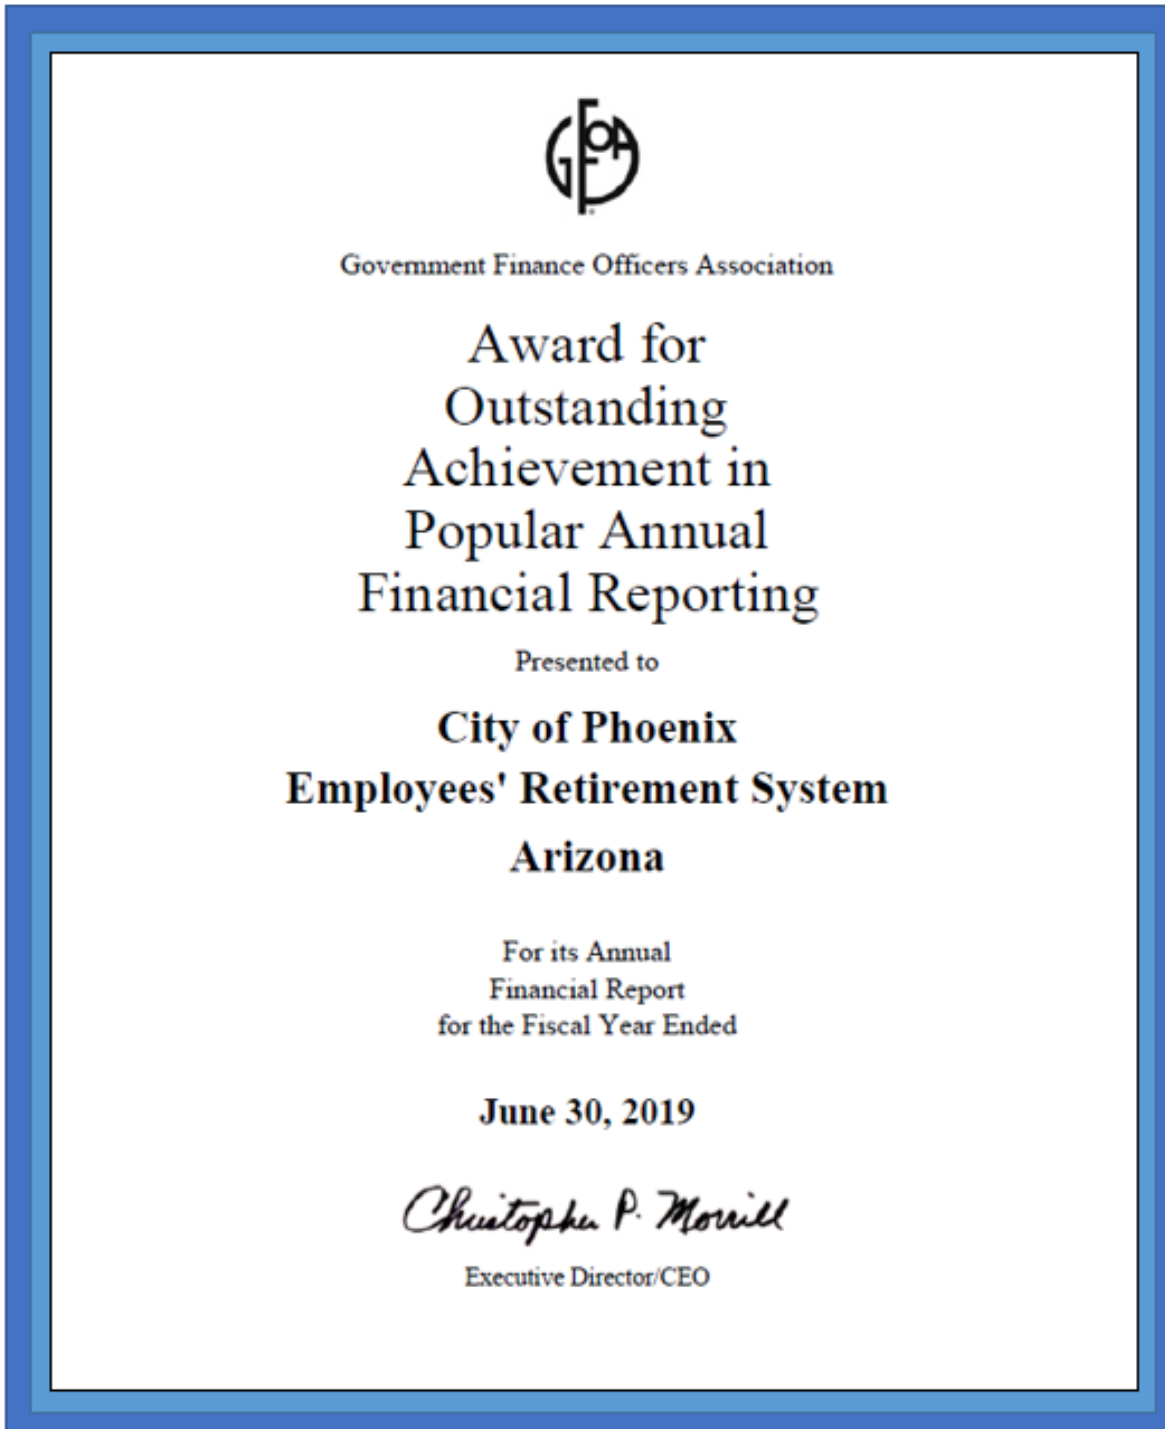 GFOA
Government Finance Officers Association
Award for
Outstanding
Achievement in
Popular Annual
Financial Reporting
Presented to
City of Phoenix
Employees' Retirement System
Arizona
For its Annual
Financial Report
for the Fiscal Year Ended
June 30, 2019
Christopher P. Morrill
Executive Director/CEO